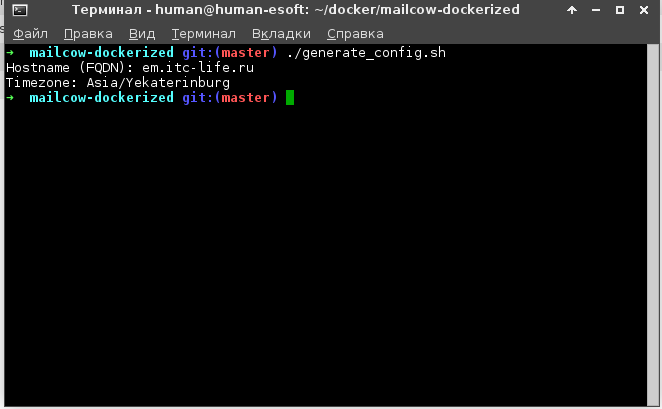 Терминал - human@human-esoft: ~/docker/mailcow-dockerized
Файл Правка Вид Терминал Вкладки Справка
➜ mailcow-dockerized git:(master) ./generate_config.sh
Hostname (FQDN): em.itc-life.ru
Timezone: Asia/Yekaterinburg
➜ mailcow-dockerized git:(master)